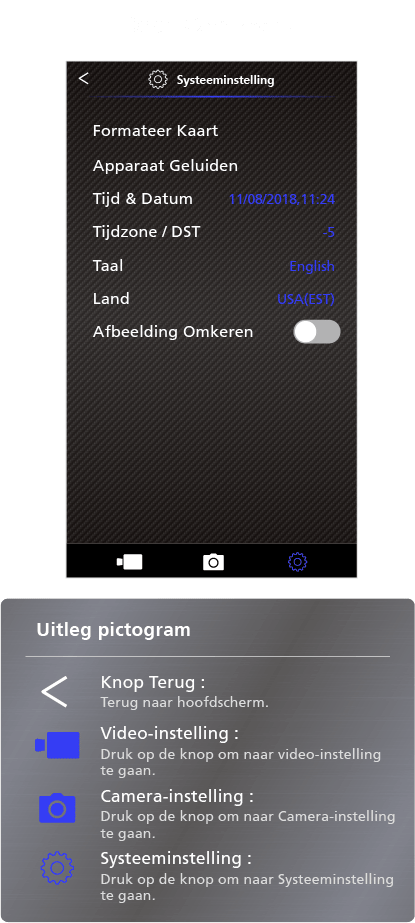 Systeeminstelling
Formateer Kaart
Apparaat Geluiden
Tijd & Datum 11/08/2018,11:24
Tijdzone / DST -5
Taal English
Land USA(EST)
Afbeelding Omkeren
Uitleg pictogram
Knop Terug :
Terug naar hoofdscherm.
Video-instelling :
Druk op de knop om naar video-instelling
te gaan.
Camera-instelling :
Druk op de knop om naar Camera-instelling
te gaan.
Systeeminstelling :
Druk op de knop om naar Systeeminstelling
te gaan.